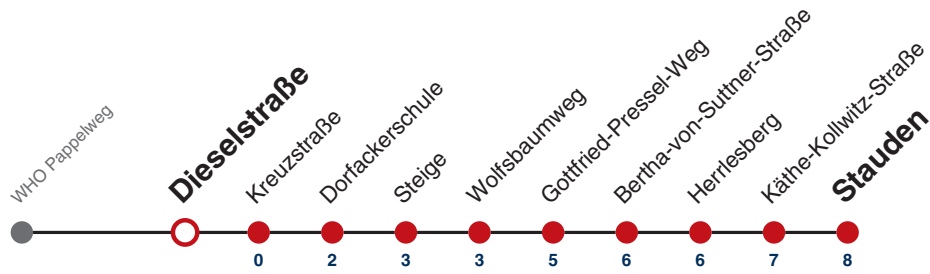 WHO Pappelweg
Dieselstraße
Kreuzstraße
Dorfackerschule
Steige
Wolfsbaumweg
Gottfried-Pressel-Weg
Bertha-von-Suttner-Straße
Herrlesberg
Käthe-Kollwitz-Straße
Stauden
0 2 3 3 5 6 6 7 8